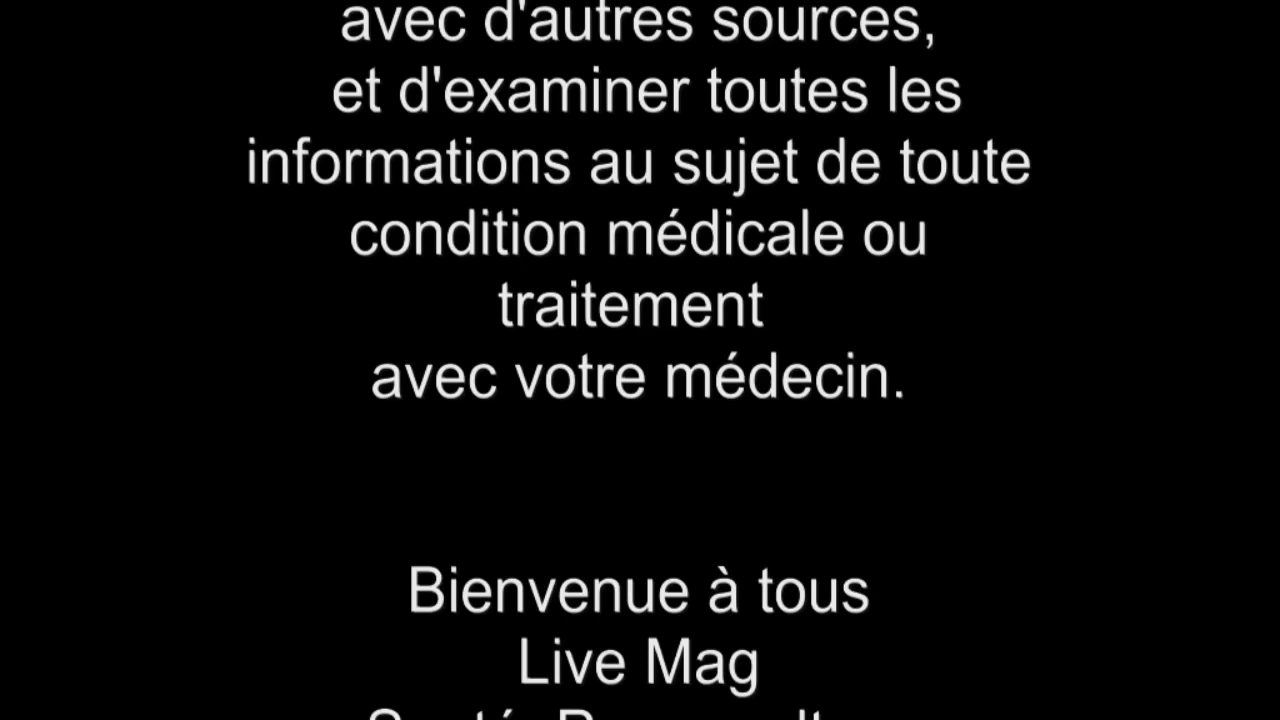 avec d'autres sources,
et d'examiner toutes les
informations au sujet de toute
condition médicale ou
traitement
avec votre médecin.
Bienvenue à tous
Live Mag